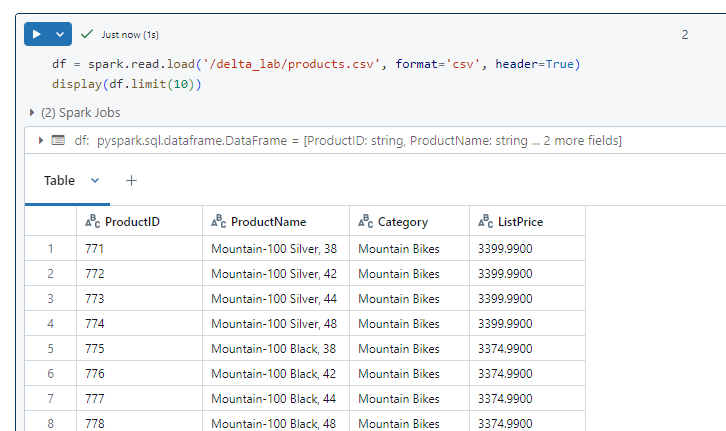 Just now (1s)
2
df = spark.read.load('/delta_lab/products.csv', format='csv', header=True)
display(df.limit(10))
(2) Spark Jobs
df: pyspark.sql.dataframe.DataFrame = [ProductID: string, ProductName: string ... 2 more fields]
Table +
ABC ProductID ABC ProductName ABC Category ABC ListPrice
1 771 Mountain-100 Silver, 38 Mountain Bikes 3399.9900
2 772 Mountain-100 Silver, 42 Mountain Bikes 3399.9900
3 773 Mountain-100 Silver, 44 Mountain Bikes 3399.9900
4 774 Mountain-100 Silver, 48 Mountain Bikes 3399.9900
5 775 Mountain-100 Black, 38 Mountain Bikes 3374.9900
6 776 Mountain-100 Black, 42 Mountain Bikes 3374.9900
7 777 Mountain-100 Black, 44 Mountain Bikes 3374.9900
8 778 Mountain-100 Black, 48 Mountain Bikes 3374.9900